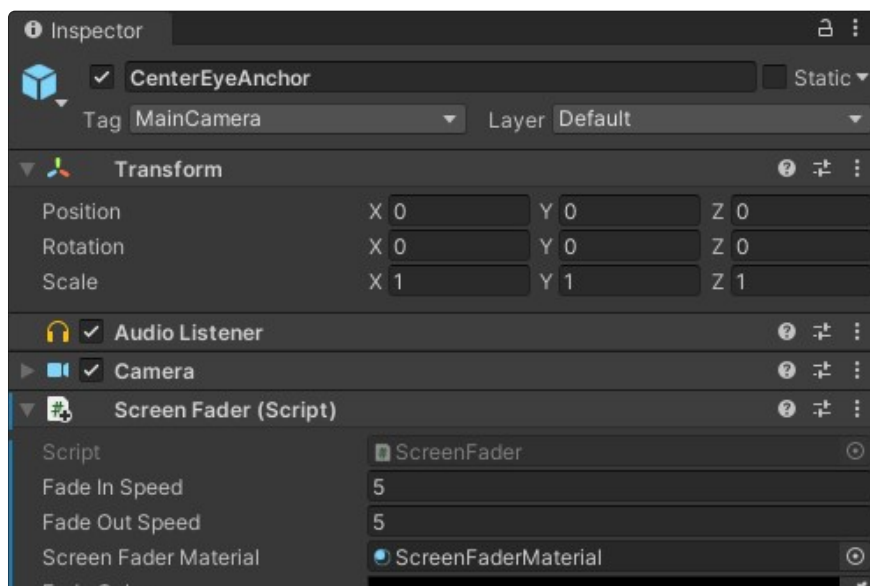 Inspector
CenterEyeAnchor Static
Tag MainCamera Layer Default
Transform
Position X 0 Y 0 Z 0
Rotation X 0 Y 0 Z 0
Scale X 1 Y 1 Z 1
Audio Listener
Camera
# Screen Fader (Script)
Script # ScreenFader
Fade In Speed 5
Fade Out Speed 5
Screen Fader Material ScreenFaderMaterial